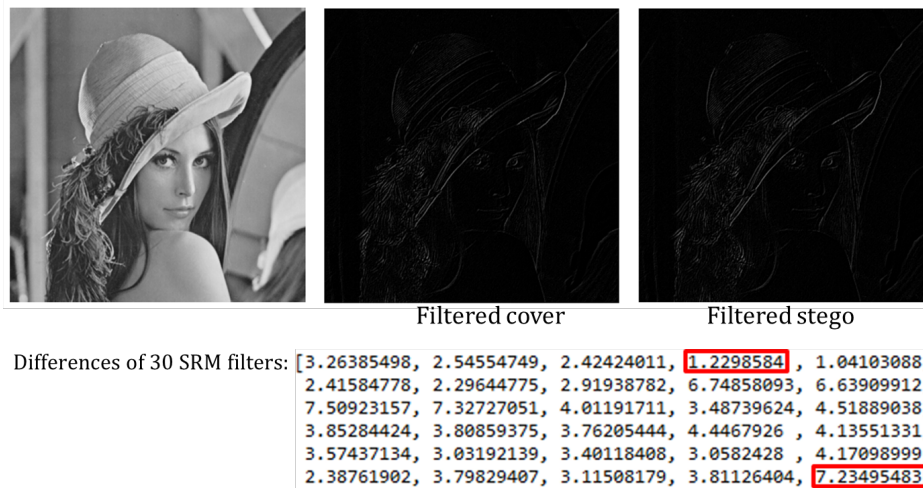 Filtered cover
Filtered stego
Differences of 30 SRM filters:
[3.26385498, 2.54554749, 2.42424011, 1.2298584 , 1.04103088
2.41584778, 2.29644775, 2.91938782, 6.74858093, 6.63909912
7.50923157, 7.32727051, 4.01191711, 3.48739624, 4.51889038
3.85284424, 3.80859375, 3.76205444, 4.4467926 , 4.13551331
3.57437134, 3.03192139, 3.40118408, 3.0582428 , 4.17098999
2.38761902, 3.79829407, 3.11508179, 3.81126404, 7.23495483